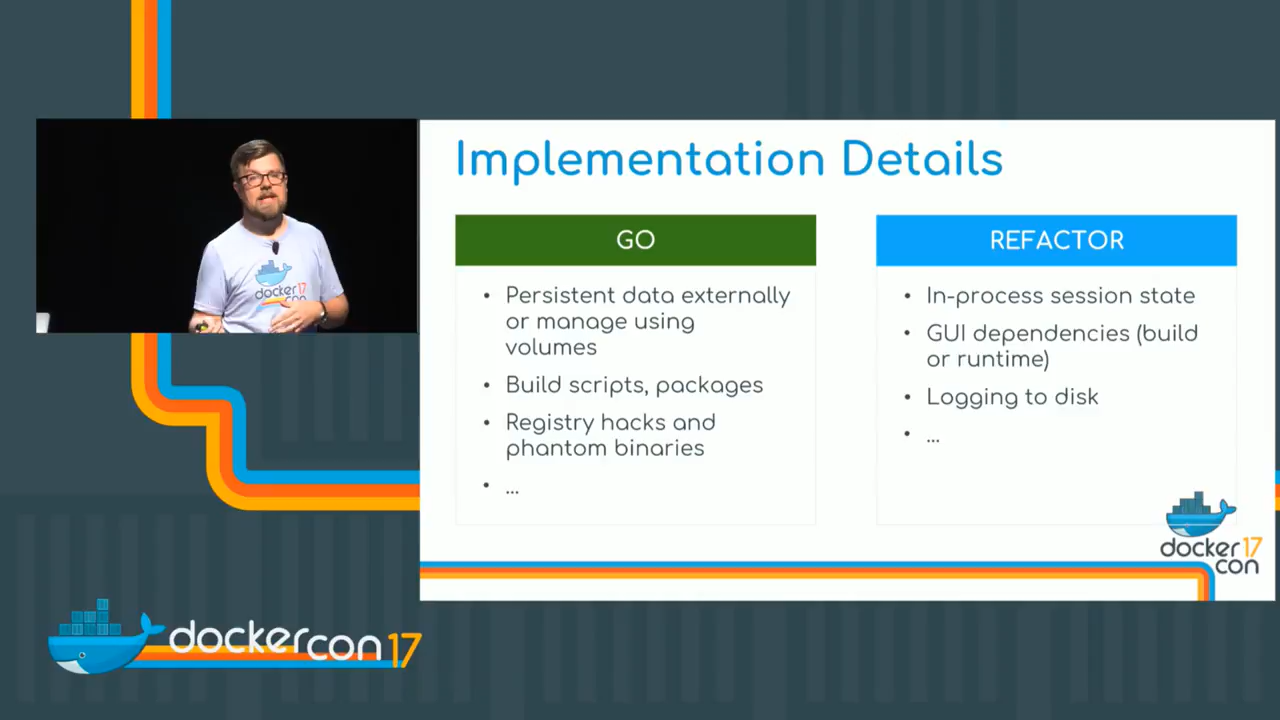 Implementation Details
GO
• Persistent data externally
or manage using
volumes
• Build scripts, packages
• Registry hacks and
phantom binaries
• ...
REFACTOR
• In-process session state
• GUI dependencies (build
or runtime)
• Logging to disk
• ...
docker 17
con
docker 17
con
dockercon 17